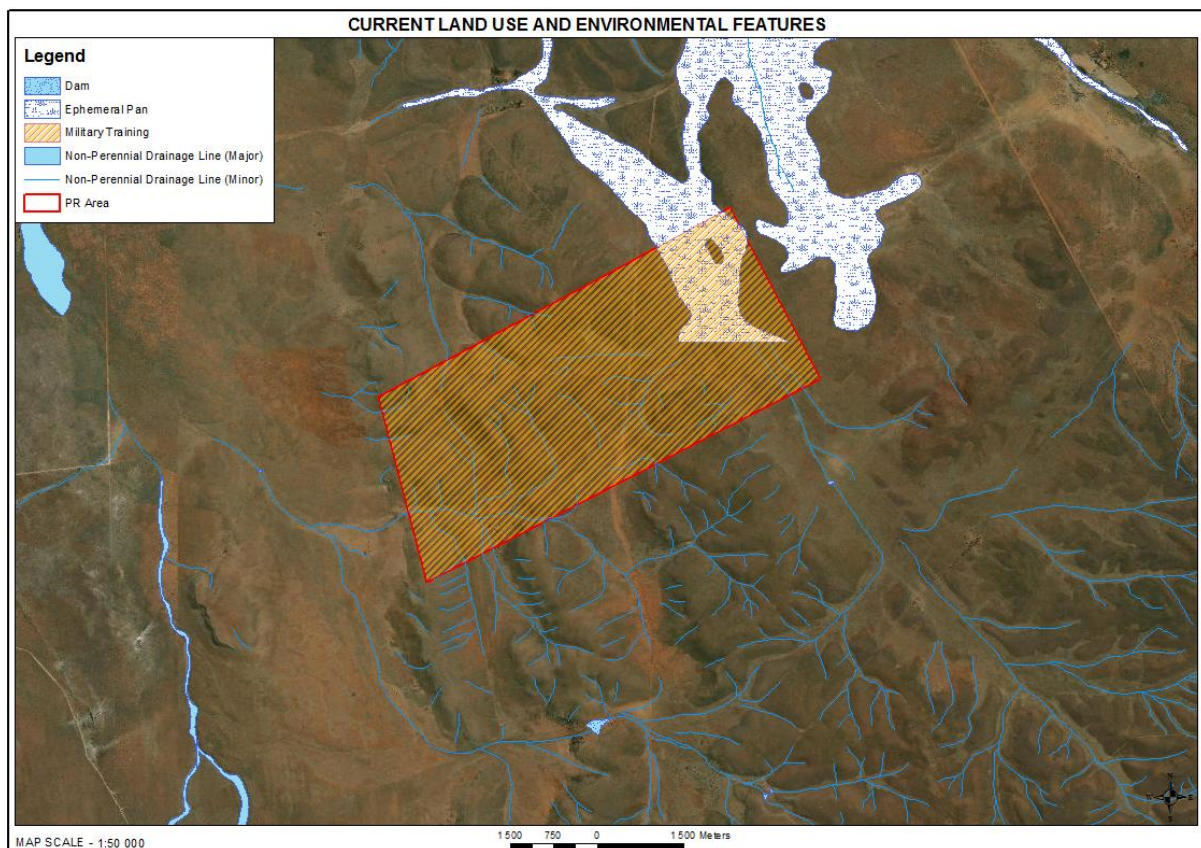 CURRENT LAND USE AND ENVIRONMENTAL FEATURES
Legend
Dam
Ephemeral Pan
Military Training
Non-Perennial Drainage Line (Major)
Non-Perennial Drainage Line (Minor)
PR Area
N
W E
S
MAP SCALE - 1:50 000
1 500 750 0 1 500 Meters